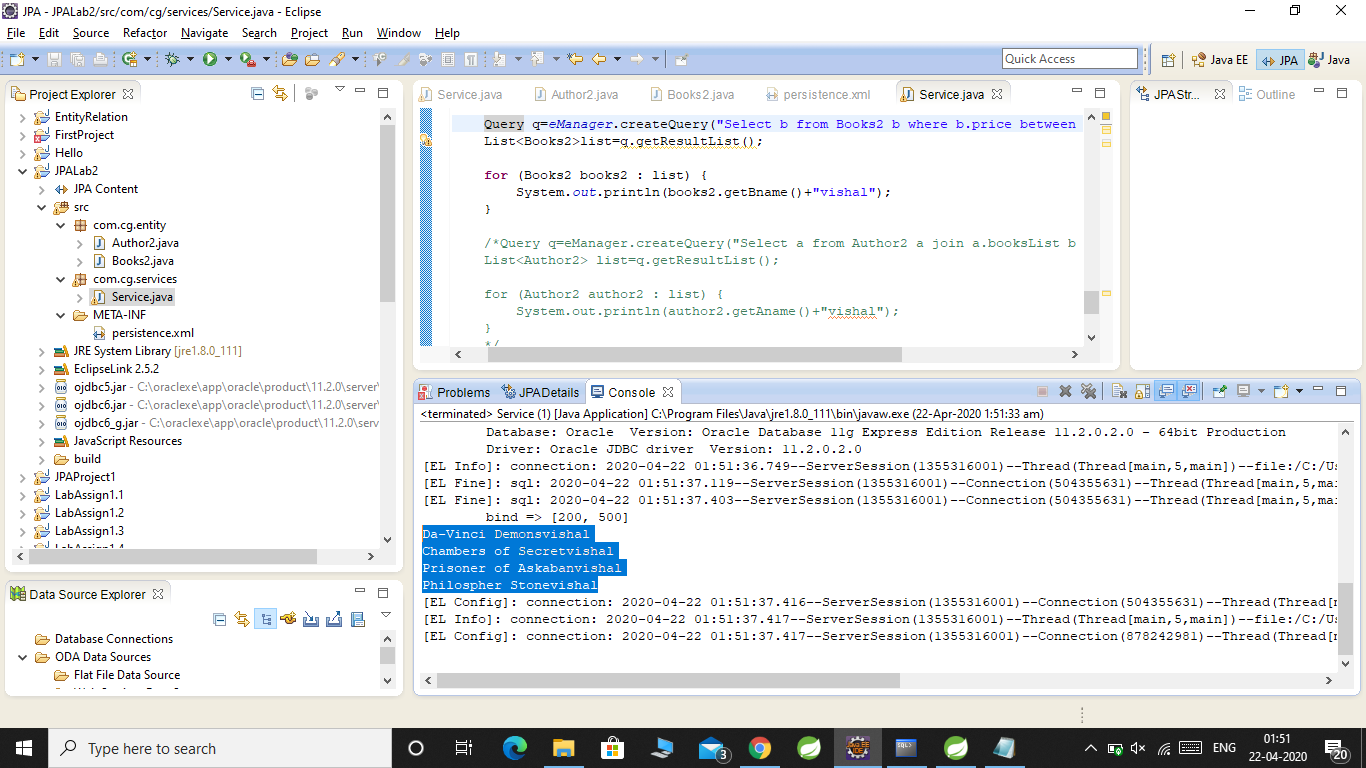 JPA - JPALab2/src/com/cg/services/Service.java - Eclipse
File Edit Source Refactor Navigate Search Project Run Window Help
Quick Access
Java EE
JPA
Java
Project Explorer
EntityRelation
FirstProject
Hello
JPALab2
JPA Content
src
com.cg.entity
Author2.java
Books2.java
com.cg.services
Service.java
META-INF
persistence.xml
JRE System Library [jre1.8.0_111]
EclipseLink 2.5.2
ojdbc5.jar - C:\oraclexe\app\oracle\product\11.2.0\server\
ojdbc6.jar - C:\oraclexe\app\oracle\product\11.2.0\server\
ojdbc6_g.jar - C:\oraclexe\app\oracle\product\11.2.0\serv
JavaScript Resources
build
JPAProject1
LabAssign1.1
LabAssign1.2
LabAssign1.3
Data Source Explorer
Database Connections
ODA Data Sources
Flat File Data Source
Service.java Author2.java Books2.java persistence.xml Service.java
Query q=eManager.createQuery("Select b from Books2 b where b.price between
List<Books2>list=q.getResultList();
for (Books2 books2 : list) {
System.out.println(books2.getBname()+"vishal");
}
/*Query q=eManager.createQuery("Select a from Author2 a join a.booksList b
List<Author2> list=q.getResultList();
for (Author2 author2 : list) {
System.out.println(author2.getAname()+"vishal");
}
*/
JPA Str... Outline
Problems JPA Details Console
<terminated> Service (1) [Java Application] C:\Program Files\Java\jre1.8.0_111\bin\javaw.exe (22-Apr-2020 1:51:33 am)
Database: Oracle Version: Oracle Database 11g Express Edition Release 11.2.0.2.0 - 64bit Production
Driver: Oracle JDBC driver Version: 11.2.0.2.0
[EL Info]: connection: 2020-04-22 01:51:36.749--ServerSession(1355316001)--Thread(Thread[main,5,main])--file:/C:/Us
[EL Fine]: sql: 2020-04-22 01:51:37.119--ServerSession(1355316001)--Connection(504355631)--Thread(Thread[main,5,mai
[EL Fine]: sql: 2020-04-22 01:51:37.403--ServerSession(1355316001)--Connection(504355631)--Thread(Thread[main,5,mai
bind => [200, 500]
Da-Vinci Demonsvishal
Chambers of Secretvishal
Prisoner of Askabanvishal
Philospher Stonevishal
[EL Config]: connection: 2020-04-22 01:51:37.416--ServerSession(1355316001)--Connection(504355631)--Thread(Thread[m
[EL Info]: connection: 2020-04-22 01:51:37.417--ServerSession(1355316001)--Thread(Thread[main,5,main])--file:/C:/Us
[EL Config]: connection: 2020-04-22 01:51:37.417--ServerSession(1355316001)--Connection(878242981)--Thread(Thread[m
Type here to search
3
ENG
01:51
22-04-2020
20